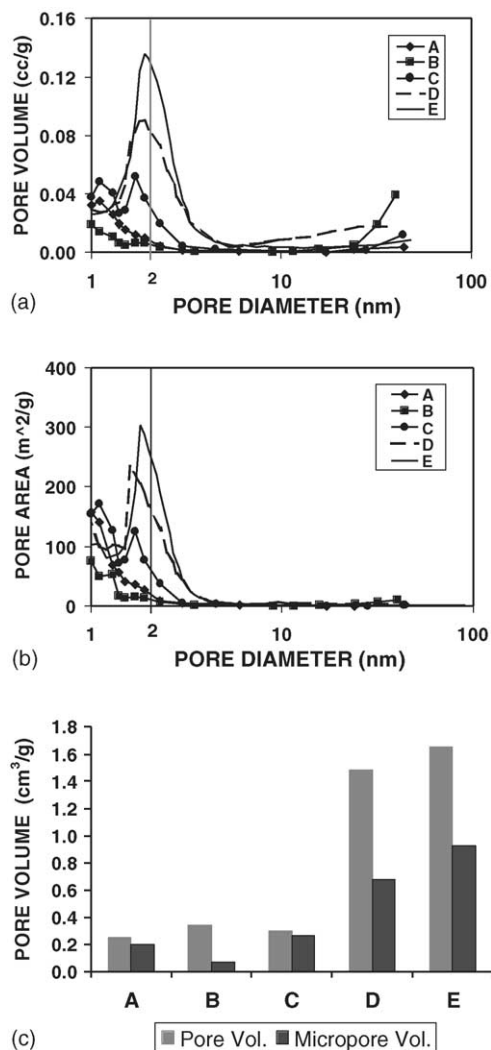 0.16
0.12
0.08
0.04
0.00
PORE VOLUME (cc/g)
A
B
C
D
E
1
2
10
100
PORE DIAMETER (nm)
(a)
400
300
200
100
0
PORE AREA (m^2/g)
A
B
C
D
E
1
2
10
100
PORE DIAMETER (nm)
(b)
1.8
1.6
1.4
1.2
1.0
0.8
0.6
0.4
0.2
0.0
PORE VOLUME (cm³/g)
A B C D E
(c)
Pore Vol. Micropore Vol.